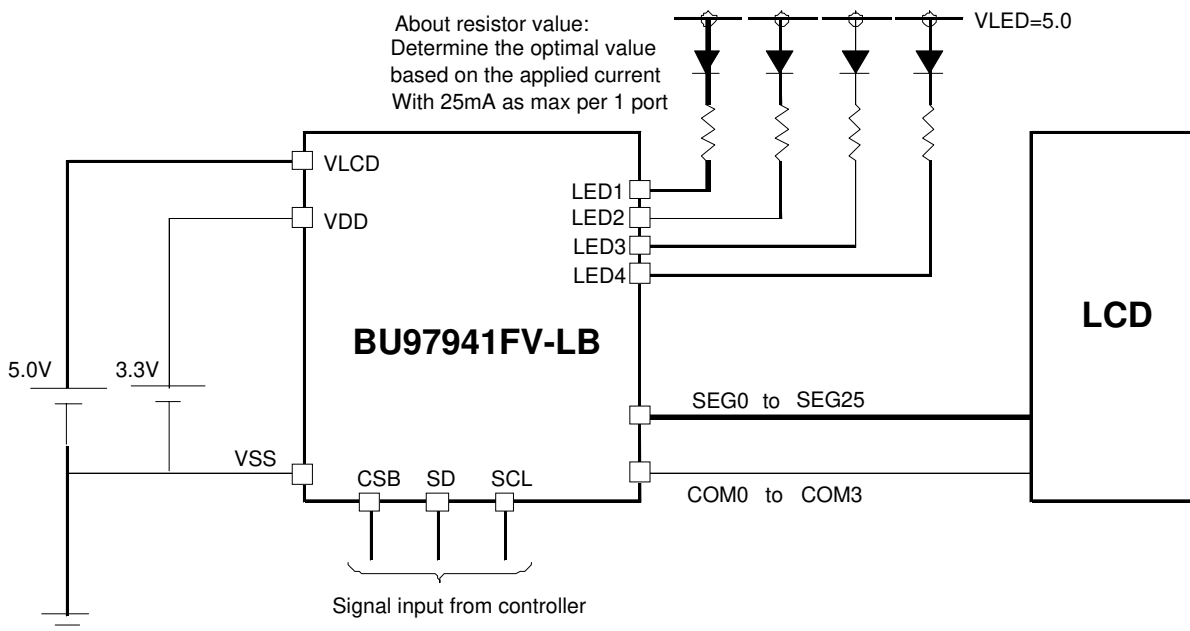 About resistor value:
Determine the optimal value
based on the applied current
With 25mA as max per 1 port
VLED=5.0
VLCD
VDD
LED1
LED2
LED3
LED4
BU97941FV-LB
LCD
5.0V
3.3V
SEG0 to SEG25
VSS
CSB SD SCL
COM0 to COM3
Signal input from controller